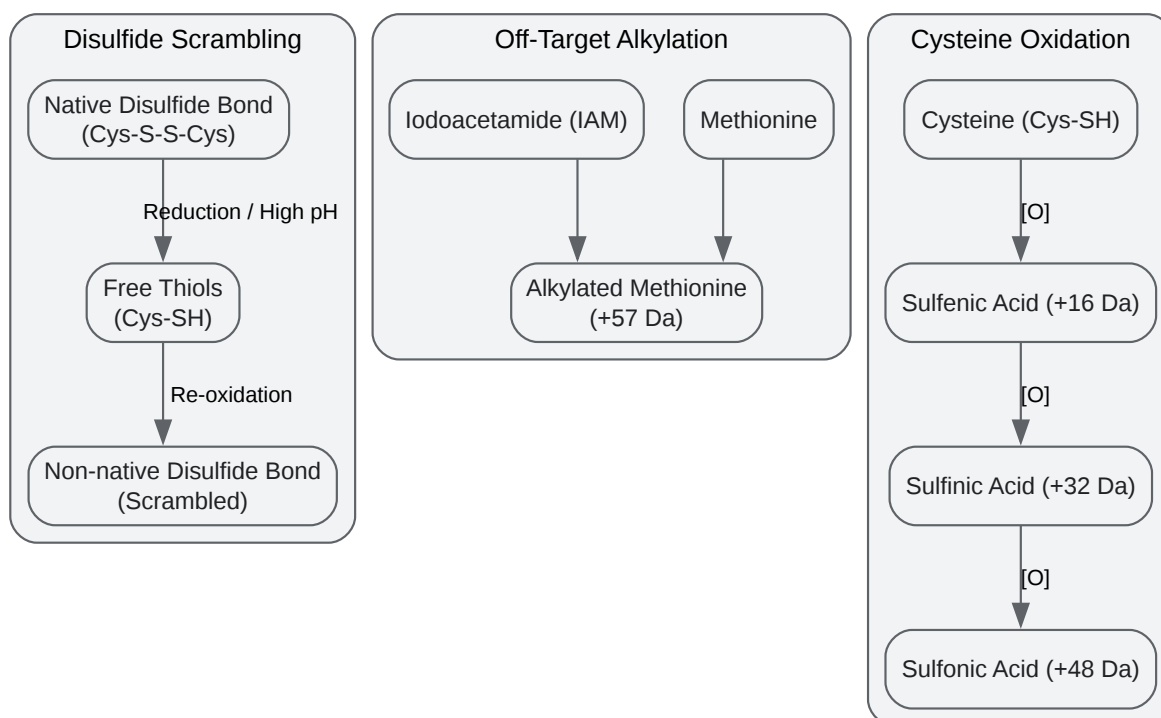 Disulfide Scrambling
Native Disulfide Bond
(Cys-S-S-Cys)
Reduction / High pH
Free Thiols
(Cys-SH)
Re-oxidation
Non-native Disulfide Bond
(Scrambled)
Off-Target Alkylation
Iodoacetamide (IAM)
Methionine
Alkylated Methionine
(+57 Da)
Cysteine Oxidation
Cysteine (Cys-SH)
[O]
Sulfenic Acid (+16 Da)
[O]
Sulfinic Acid (+32 Da)
[O]
Sulfonic Acid (+48 Da)